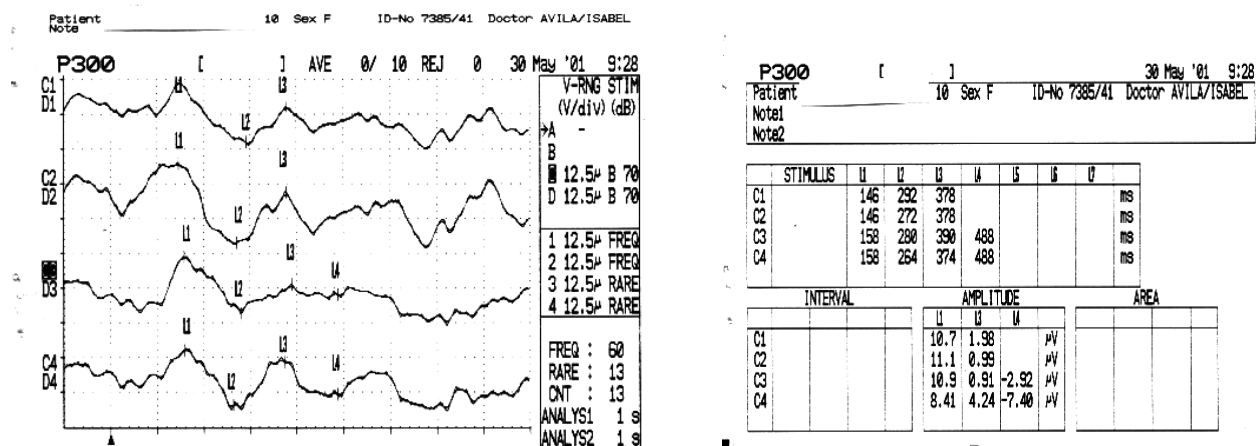 Patient 10 Sex F ID-No 7385/41 Doctor AVILA/ISABEL
Note
P300 [ ] AVE 0/ 10 REJ 0 30 May '01 9:28
V-RNG STIM
(V/div) (dB)
→A -
B
12.5μ B 70
D 12.5μ B 70
1 12.5μ FREQ
2 12.5μ FREQ
3 12.5μ RARE
4 12.5μ RARE
FREQ : 60
RARE : 13
CNT : 13
ANALYS1 1 s
ANALYS2 1 s
C1 L1 L2 L3
D1
C2 L1 L2 L3
D2
L1 L2 L3 L4
D3
C4 L1 L2 L3 L4
D4
P300 [ ] 30 May '01 9:28
Patient 10 Sex F ID-No 7385/41 Doctor AVILA/ISABEL
Note1
Note2
STIMULUS L1 L2 L3 L4 L5 L6 L7
C1 146 292 378 ms
C2 146 272 378 ms
C3 158 280 390 488 ms
C4 158 264 374 488 ms
INTERVAL AMPLITUDE AREA
L1 L3 L4
C1 10.7 1.98 μV
C2 11.1 0.99 μV
C3 10.9 0.91 -2.92 μV
C4 8.41 4.24 -7.40 μV